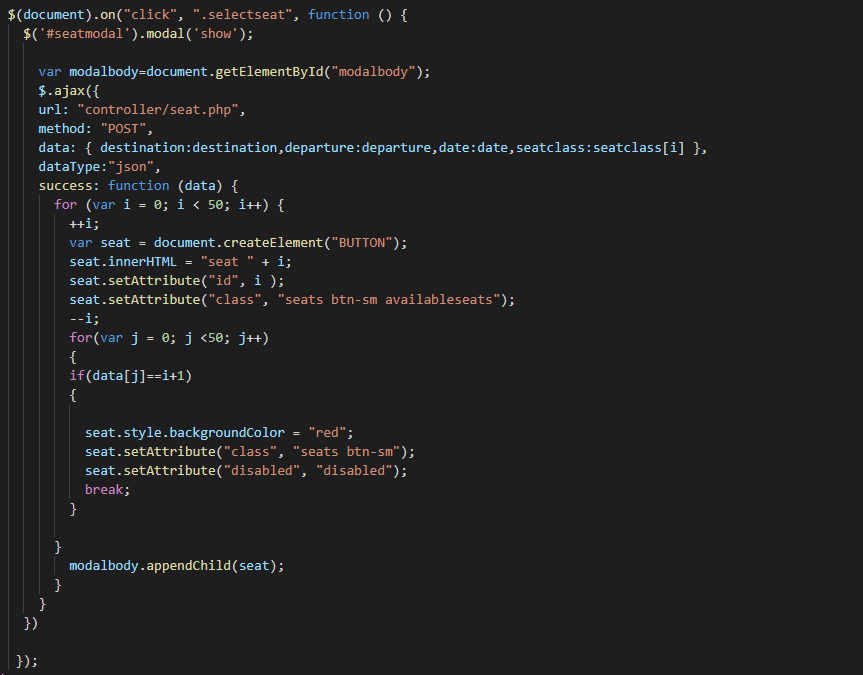 $(document).on("click", ".selectseat", function () {
$('#seatmodal').modal('show');
var modalbody=document.getElementById("modalbody");
$.ajax({
url: "controller/seat.php",
method: "POST",
data: { destination:destination,departure:departure,date:date,seatclass:seatclass[i] },
dataType:"json",
success: function (data) {
for (var i = 0; i < 50; i++) {
++i;
var seat = document.createElement("BUTTON");
seat.innerHTML = "seat " + i;
seat.setAttribute("id", i );
seat.setAttribute("class", "seats btn-sm availableseats");
--i;
for(var j = 0; j <50; j++)
{
if(data[j]==i+1)
{
seat.style.backgroundColor = "red";
seat.setAttribute("class", "seats btn-sm");
seat.setAttribute("disabled", "disabled");
break;
}
}
modalbody.appendChild(seat);
}
}
})
});